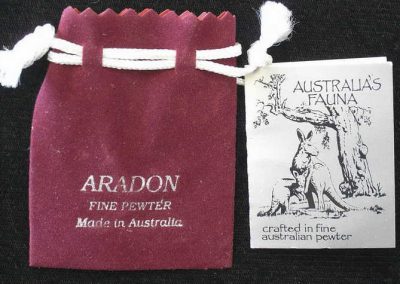 ARADON
FINE PEWTER
Made in Australia
AUSTRALIA'S
FAUNA
crafted in fine
australian pewter